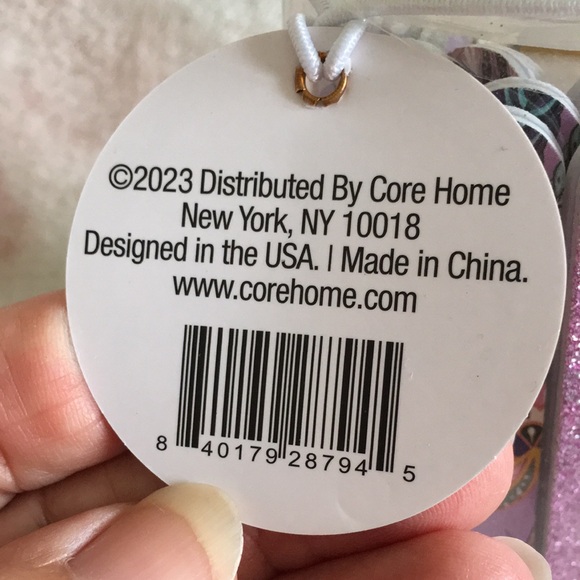 ©2023 Distributed By Core Home
New York, NY 10018
Designed in the USA. | Made in China.
www.corehome.com
8 40179 28794 5